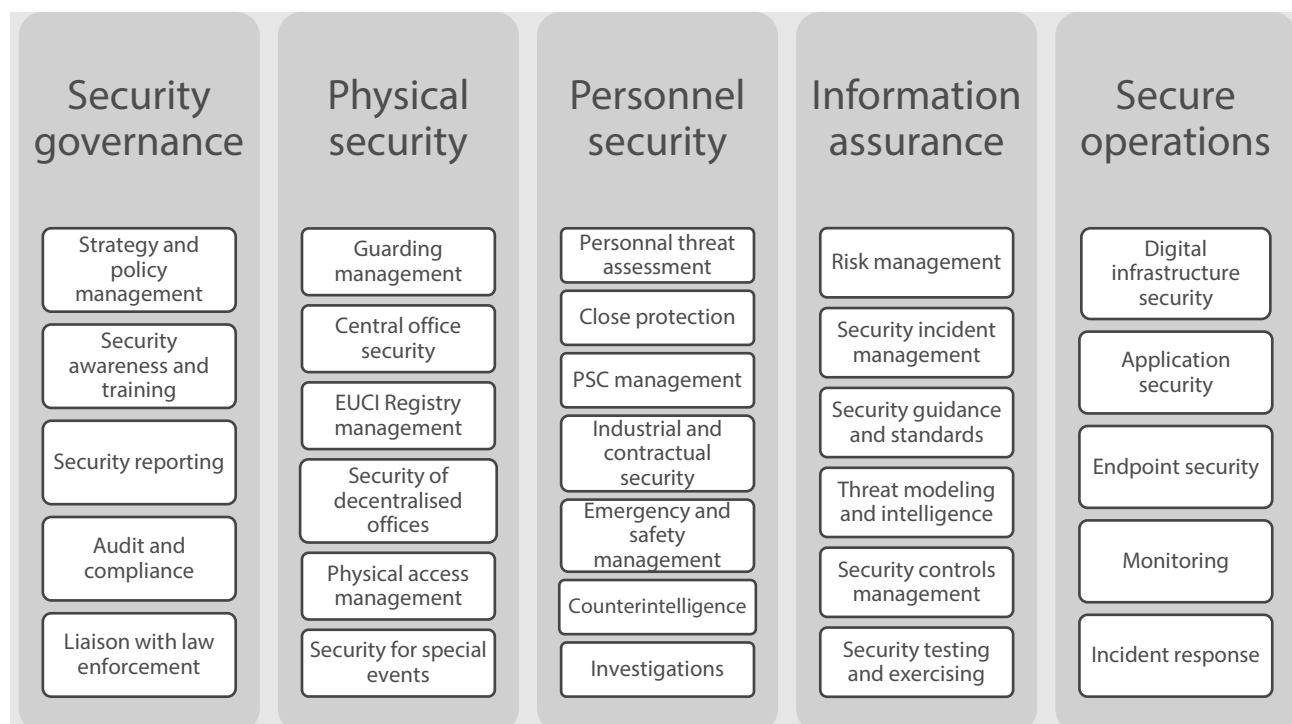 Security
governance
Strategy and
policy
management
Security
awareness and
training
Security reporting
Audit and
compliance
Liaison with law
enforcement
Physical
security
Guarding
management
Central office
security
EUCI Registry
management
Security of
decentralised
offices
Physical access
management
Security for special
events
Personnel
security
Personnal threat
assessment
Close protection
PSC management
Industrial and
contractual
security
Emergency and
safety
management
Counterintelligence
Investigations
Information
assurance
Risk management
Security incident
management
Security guidance
and standards
Threat modeling
and intelligence
Security controls
management
Security testing
and exercising
Secure
operations
Digital
infrastructure
security
Application
security
Endpoint security
Monitoring
Incident response